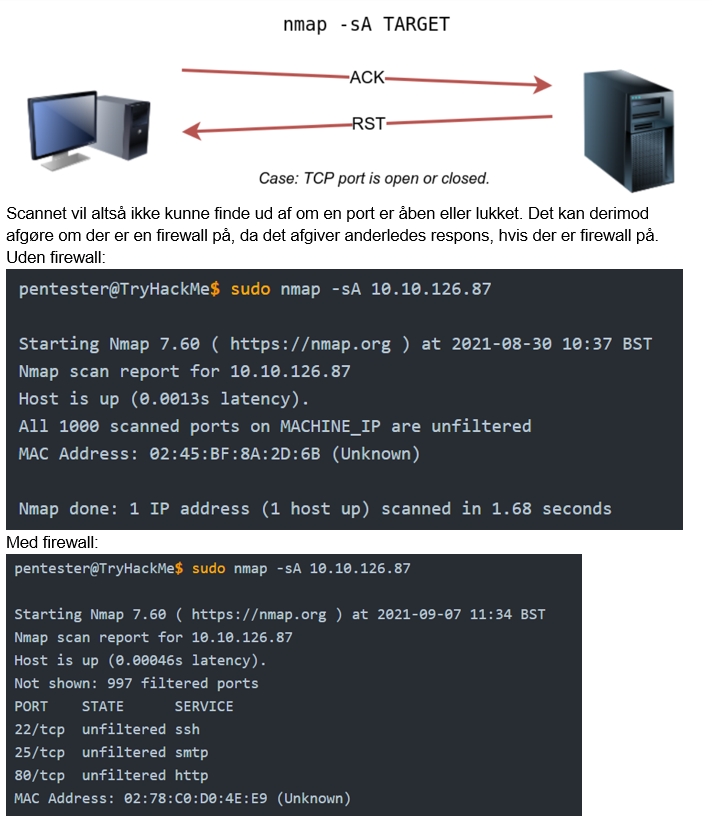 nmap -sA TARGET
ACK
RST
Case: TCP port is open or closed.
Scannet vil altså ikke kunne finde ud af om en port er åben eller lukket. Det kan derimod
afgøre om der er en firewall på, da det afgiver anderledes respons, hvis der er firewall på.
Uden firewall:
pentester@TryHackMe$ sudo nmap -sA 10.10.126.87
Starting Nmap 7.60 ( https://nmap.org ) at 2021-08-30 10:37 BST
Nmap scan report for 10.10.126.87
Host is up (0.0013s latency).
All 1000 scanned ports on MACHINE_IP are unfiltered
MAC Address: 02:45:BF:8A:2D:6B (Unknown)
Nmap done: 1 IP address (1 host up) scanned in 1.68 seconds
Med firewall:
pentester@TryHackMe$ sudo nmap -sA 10.10.126.87
Starting Nmap 7.60 ( https://nmap.org ) at 2021-09-07 11:34 BST
Nmap scan report for 10.10.126.87
Host is up (0.00046s latency).
Not shown: 997 filtered ports
PORT STATE SERVICE
22/tcp unfiltered ssh
25/tcp unfiltered smtp
80/tcp unfiltered http
MAC Address: 02:78:C0:D0:4E:E9 (Unknown)